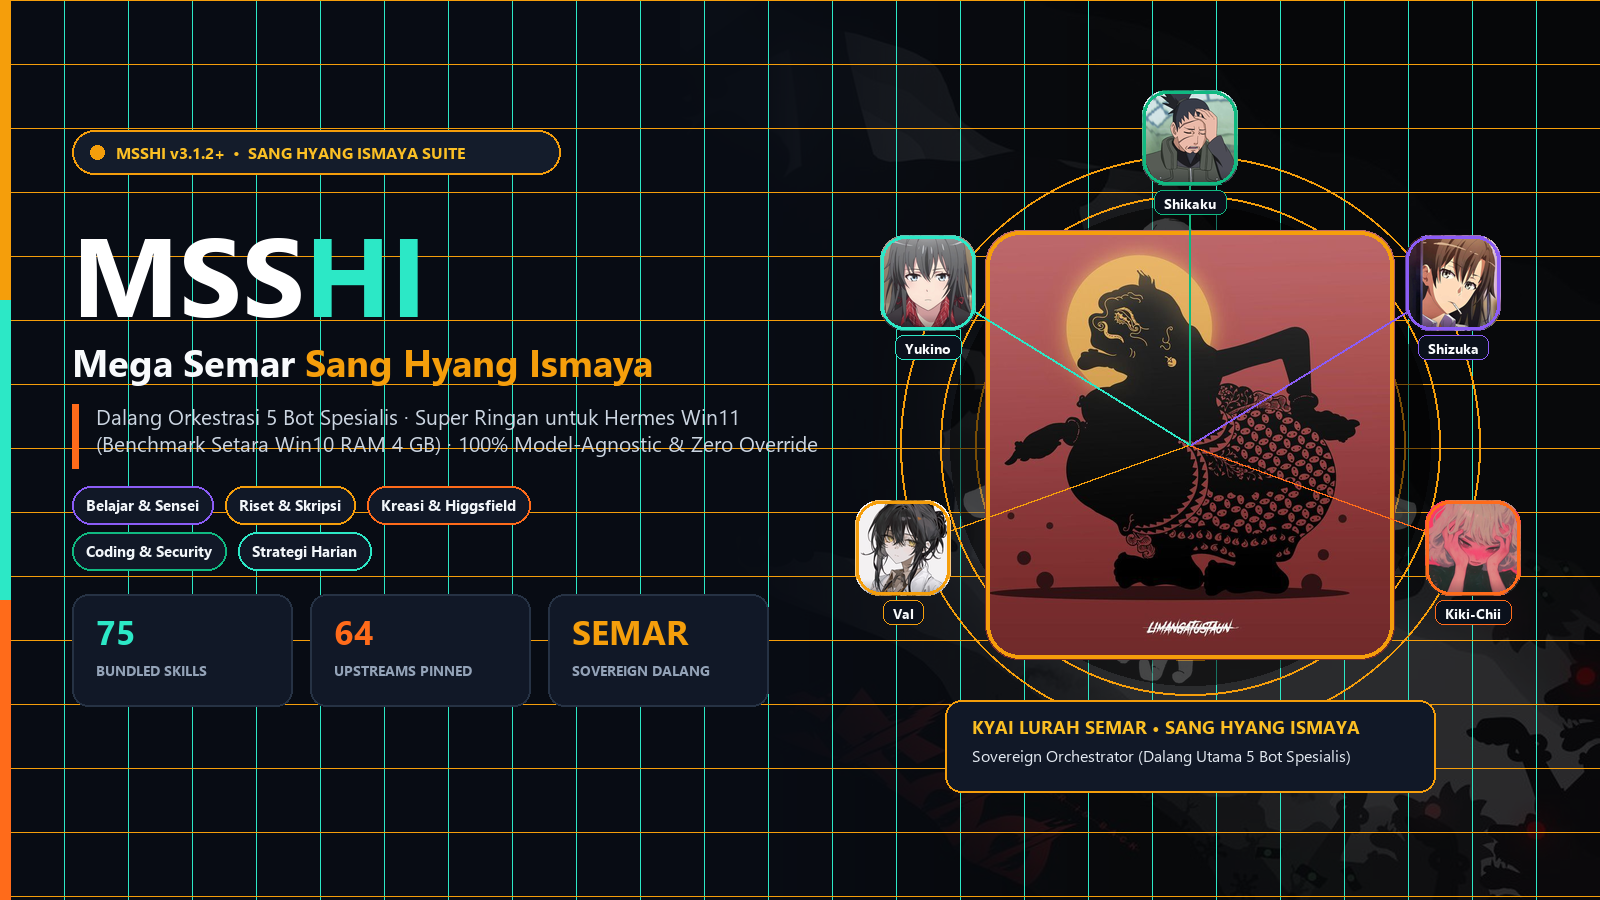 MSSHI v3.1.2+ • SANG HYANG ISMAYA SUITE
MSSHI
Mega Semar Sang Hyang Ismaya
Dalang Orkestrasi 5 Bot Spesialis · Super Ringan untuk Hermes Win11
(Benchmark Setara Win10 RAM 4 GB) · 100% Model-Agnostic & Zero Override
Belajar & Sensei
Riset & Skripsi
Kreasi & Higgsfield
Coding & Security
Strategi Harian
75
BUNDLED SKILLS
64
UPSTREAMS PINNED
SEMAR
SOVEREIGN DALANG
Shikaku
Yukino
Shizuka
Val
Kiki-Chii
LIMANGATUSTAUN
KYAI LURAH SEMAR • SANG HYANG ISMAYA
Sovereign Orchestrator (Dalang Utama 5 Bot Spesialis)